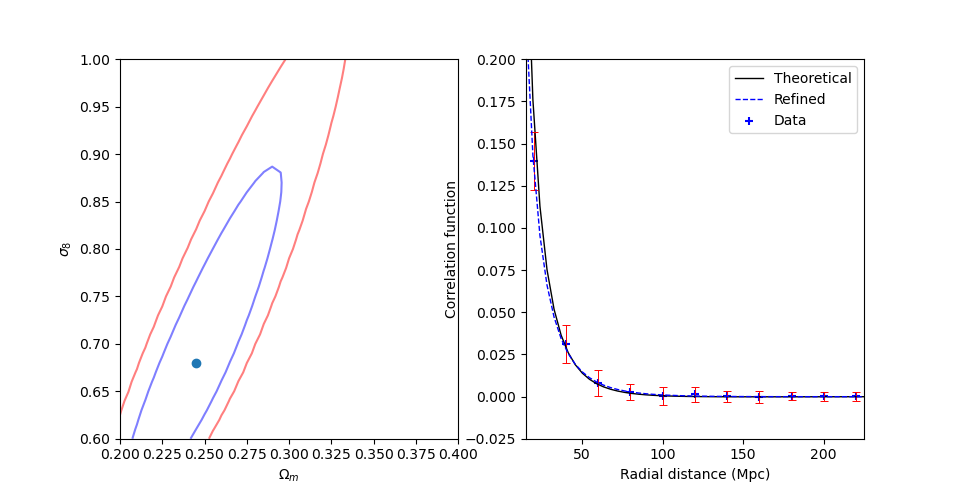 1.00
0.95
0.90
0.85
0.80
0.75
0.70
0.65
0.60
σ8
0.200 0.225 0.250 0.275 0.300 0.325 0.350 0.375 0.400
Ωm
0.200
0.175
0.150
0.125
0.100
0.075
0.050
0.025
0.000
−0.025
Correlation function
Theoretical
Refined
Data
50 100 150 200
Radial distance (Mpc)